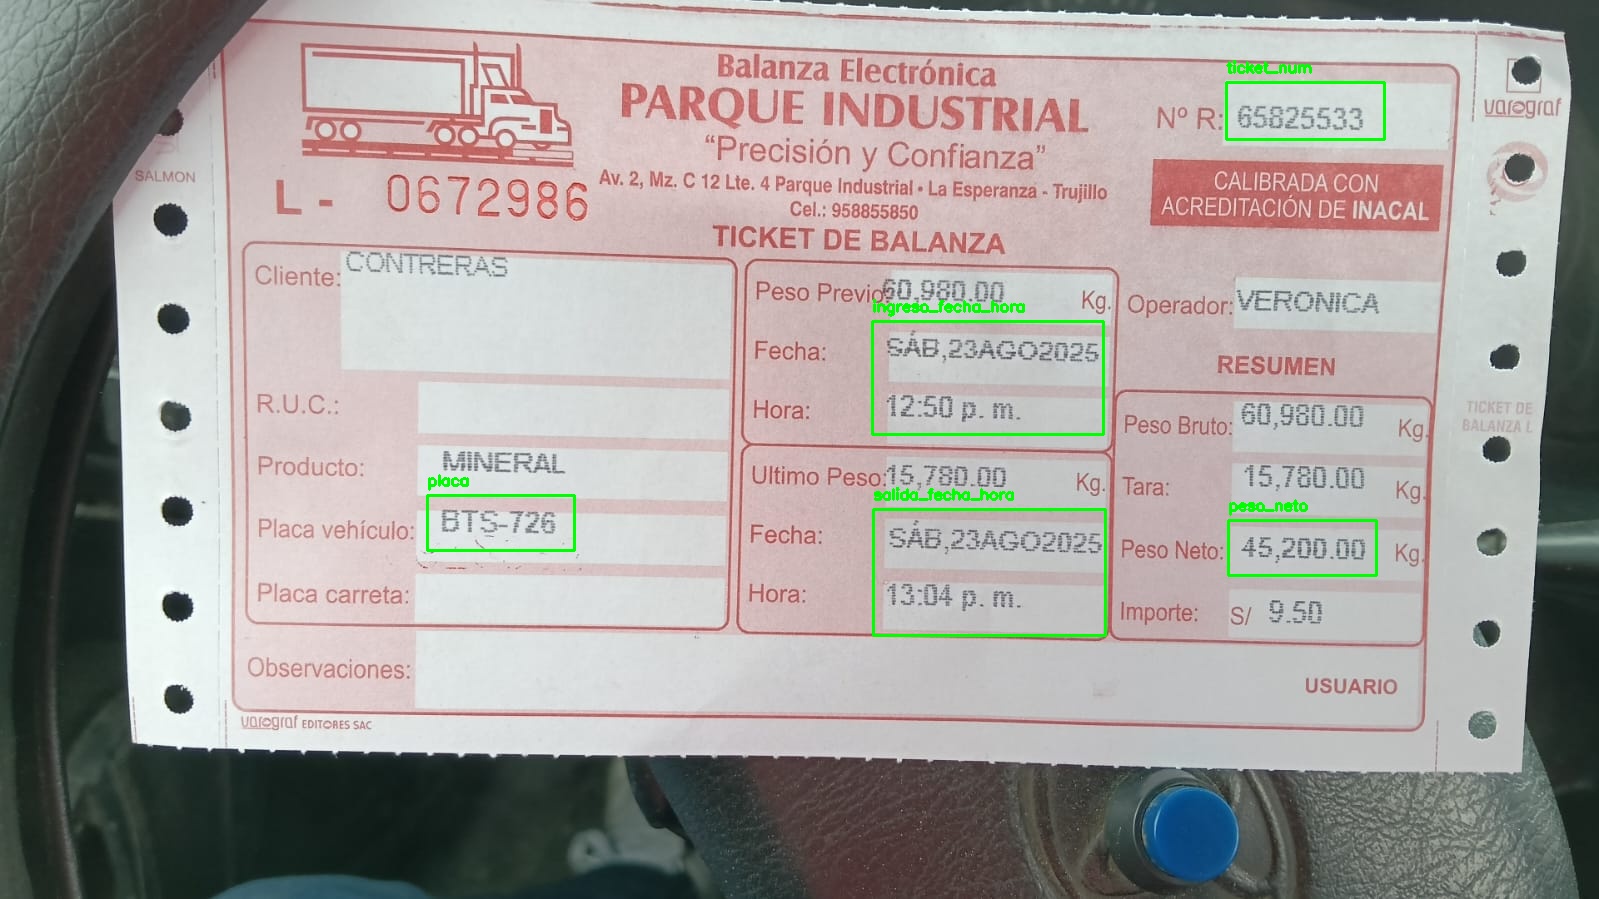 Balanza Electrónica
PARQUE INDUSTRIAL
"Precisión y Confianza"
Av. 2, Mz. C 12 Lte. 4 Parque Industrial • La Esperanza - Trujillo
Cel.: 958855850
ticket_num
Nº R: 65825533
varograf
SALMON
L - 0672986
CALIBRADA CON
ACREDITACIÓN DE INACAL
TICKET DE BALANZA
Cliente: CONTRERAS
R.U.C.:
Producto: MINERAL
placa
Placa vehículo: BTS-726
Placa carreta:
Peso Previo: 60,980.00 Kg.
ingreso_fecha_hora
Fecha: SÁB,23AGO2025
Hora: 12:50 p. m.
Ultimo Peso: 15,780.00 Kg.
salida_fecha_hora
Fecha: SÁB,23AGO2025
Hora: 13:04 p. m.
Operador: VERONICA
RESUMEN
Peso Bruto: 60,980.00 Kg.
Tara: 15,780.00 Kg.
peso_neto
Peso Neto: 45,200.00 Kg.
Importe: S/ 9.50
TICKET DE
BALANZA L
Observaciones:
USUARIO
varograf EDITORES SAC